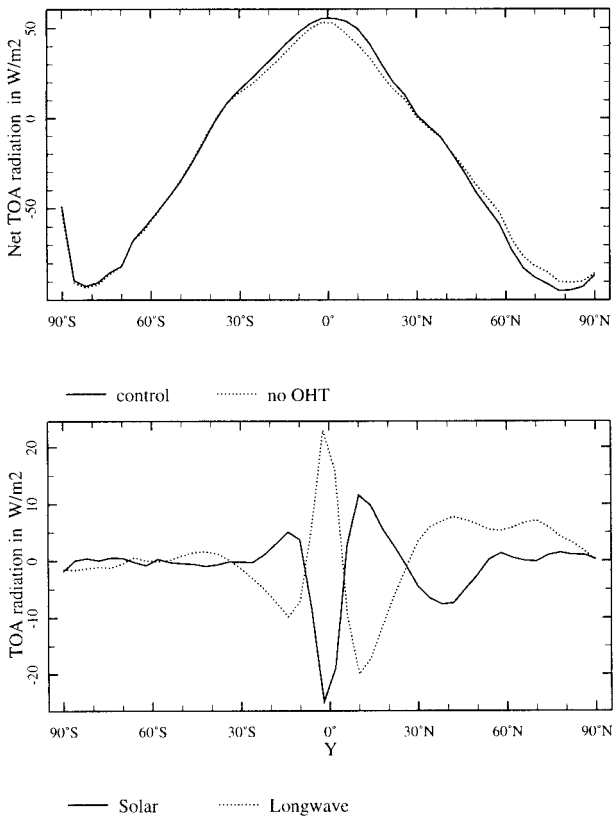 Net TOA radiation in W/m2
50
0
-50
90°S 60°S 30°S 0° 30°N 60°N 90°N
control no OHT
TOA radiation in W/m2
20
10
0
-10
-20
90°S 60°S 30°S 0° 30°N 60°N 90°N
Y
Solar Longwave